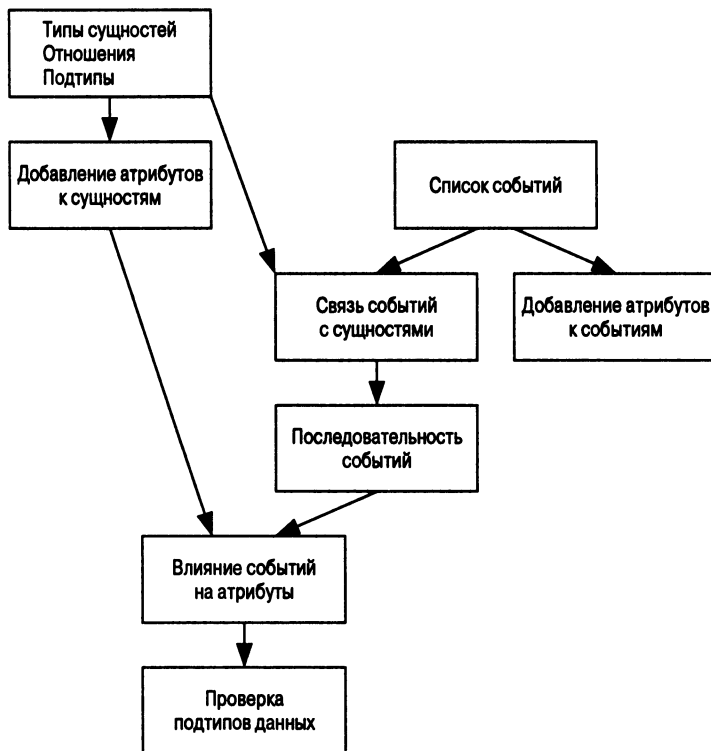 Типы сущностей
Отношения
Подтипы
Добавление атрибутов
к сущностям
Список событий
Связь событий
с сущностями
Добавление атрибутов
к событиям
Последовательность
событий
Влияние событий
на атрибуты
Проверка
подтипов данных